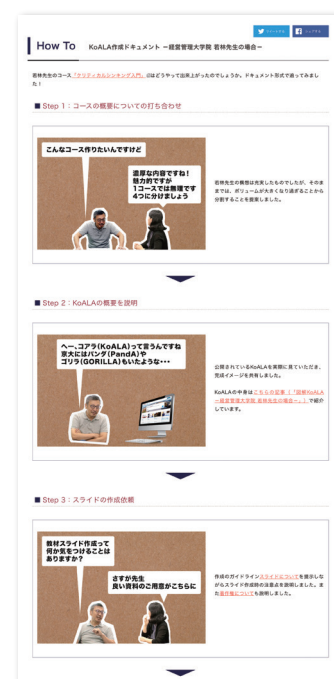 How To KoALA作成ドキュメント ー経営管理大学院 若林先生の場合ー
若林先生のコース「クリティカルシンキング入門」はどうやって出来上がったのでしょうか。ドキュメント形式で追ってみまし
た！
■ Step 1：コースの概要についての打ち合わせ
こんなコース作りたいんですけど
濃厚な内容ですね！
魅力的ですが
1コースでは無理です
4つに分けましょう
若林先生の構想は充実したものでしたが、そのま
までは、ボリュームが大きくなり過ぎることから
分割することを提案しました。
■ Step 2：KoALAの概要を説明
へー、コアラ(KoALA)って言うんですね
京大にはパンダ(PandA)や
ゴリラ(GORILLA)もいたような・・・
公開されているKoALAを実際に見ていただき、
完成イメージを共有しました。
KoALAの中身はこちらの記事（「図解KoALA
ー経営管理大学院 若林先生の場合ー」）で紹介
しています。
■ Step 3：スライドの作成依頼
教材スライド作成って
何か気をつけることは
ありますか？
さすが先生
良い資料のご用意がこちらに
作成のガイドラインスライドについてを提示しな
がらスライド作成時の注意点を説明しました。ま
た著作権についても説明しました。